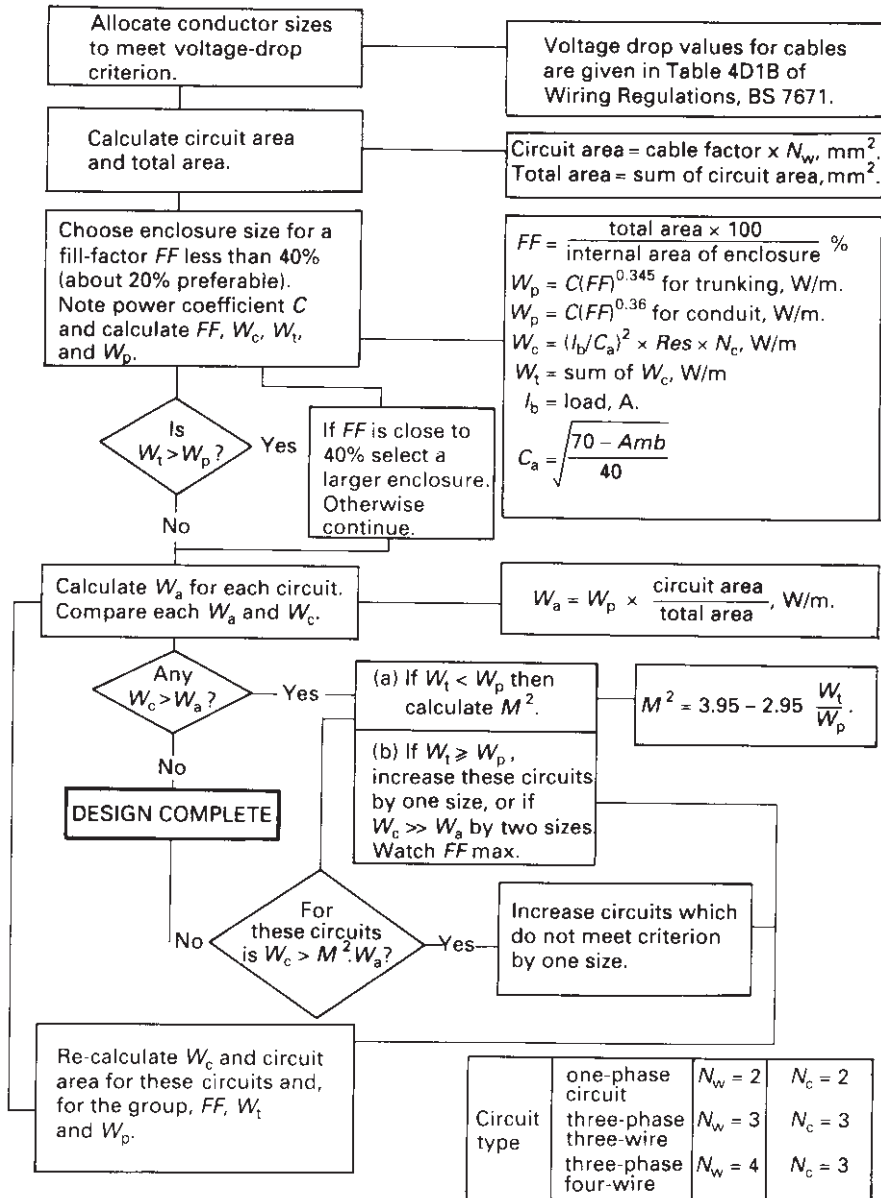 Allocate conductor sizes
to meet voltage-drop
criterion.
Voltage drop values for cables
are given in Table 4D1B of
Wiring Regulations, BS 7671.
Calculate circuit area
and total area.
Circuit area = cable factor x N_w, mm².
Total area = sum of circuit area, mm².
Choose enclosure size for a
fill-factor FF less than 40%
(about 20% preferable).
Note power coefficient C
and calculate FF, W_c, W_t,
and W_p.
FF = total area × 100 / internal area of enclosure %
W_p = C(FF)^0.345 for trunking, W/m.
W_p = C(FF)^0.36 for conduit, W/m.
W_c = (I_b/C_a)² × Res × N_c, W/m
W_t = sum of W_c, W/m
I_b = load, A.
C_a = √((70 − Amb)/40)
Is
W_t > W_p?
Yes
If FF is close to
40% select a
larger enclosure.
Otherwise
continue.
No
Calculate W_a for each circuit.
Compare each W_a and W_c.
W_a = W_p × circuit area / total area, W/m.
Any
W_c > W_a?
Yes
(a) If W_t < W_p then
calculate M².
M² = 3.95 − 2.95 W_t / W_p.
No
(b) If W_t ⩾ W_p,
increase these circuits
by one size, or if
W_c ≫ W_a by two sizes.
Watch FF max.
DESIGN COMPLETE
For
these circuits
is W_c > M².W_a?
No
Yes
Increase circuits which
do not meet criterion
by one size.
Re-calculate W_c and circuit
area for these circuits and,
for the group, FF, W_t
and W_p.
Circuit
type
one-phase
circuit
N_w = 2
N_c = 2
three-phase
three-wire
N_w = 3
N_c = 3
three-phase
four-wire
N_w = 4
N_c = 3